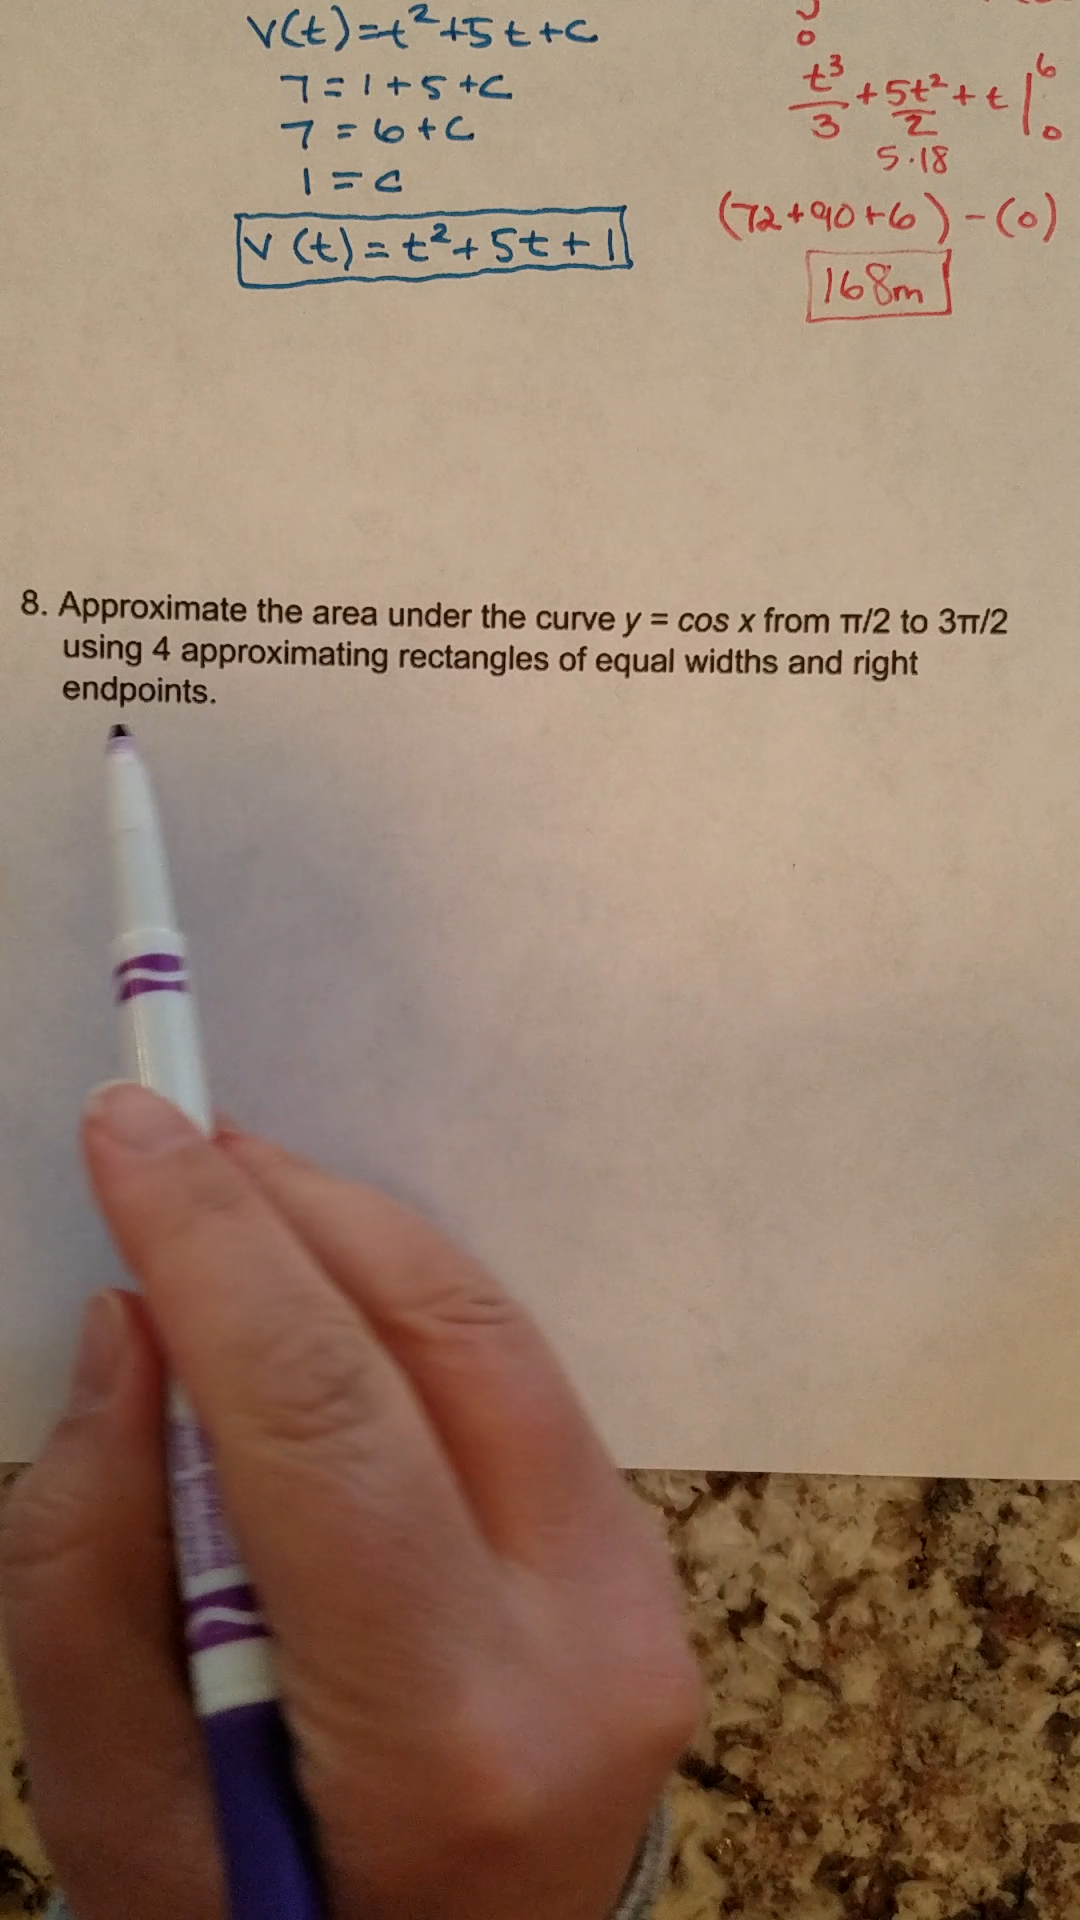 V(t)=t²+5t+c
7=1+5+c
7=6+c
1=c
v(t)=t²+5t+1
0
t³/3+5t²/2+t|⁶₀
5·18
(72+90+6)-(0)
168m
8. Approximate the area under the curve y = cos x from π/2 to 3π/2
using 4 approximating rectangles of equal widths and right
endpoints.